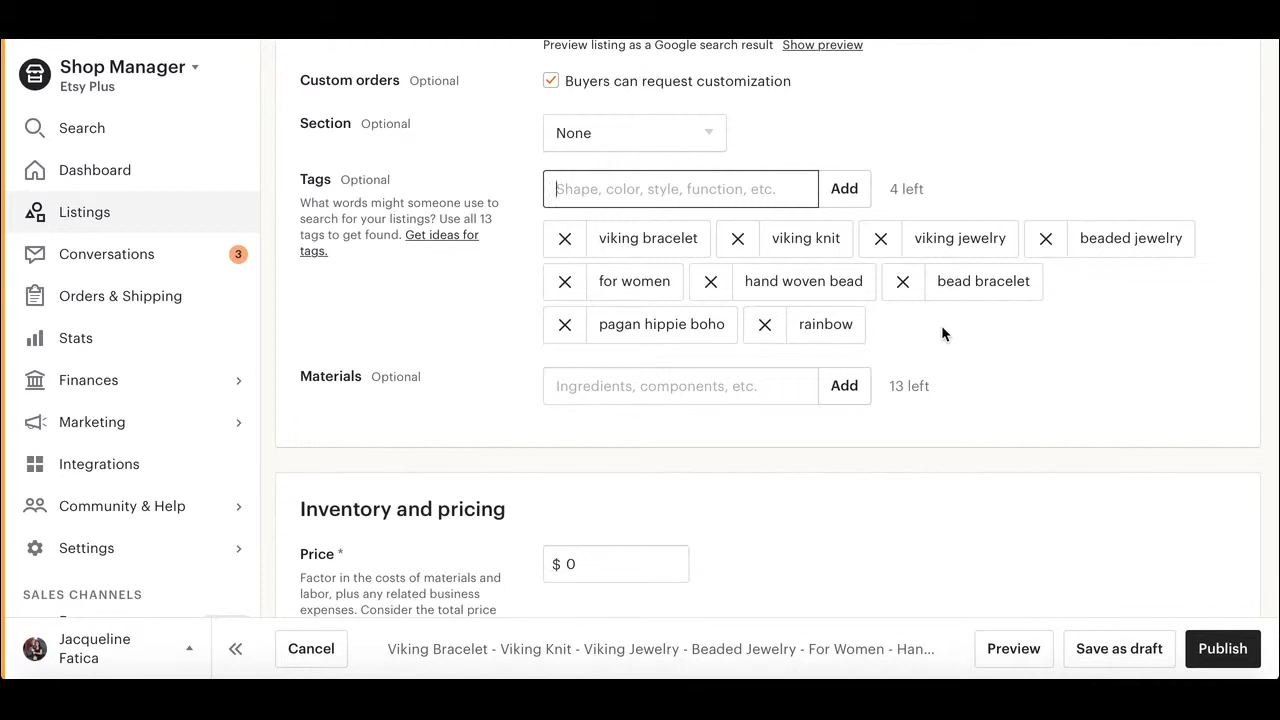 Shop Manager
Etsy Plus
Search
Dashboard
Listings
Conversations 3
Orders & Shipping
Stats
Finances
Marketing
Integrations
Community & Help
Settings
SALES CHANNELS
Jacqueline
Fatica
Preview listing as a Google search result Show preview
Custom orders Optional
Buyers can request customization
Section Optional
None
Tags Optional
What words might someone use to
search for your listings? Use all 13
tags to get found. Get ideas for
tags.
Shape, color, style, function, etc. Add 4 left
viking bracelet viking knit viking jewelry beaded jewelry
for women hand woven bead bead bracelet
pagan hippie boho rainbow
Materials Optional
Ingredients, components, etc. Add 13 left
Inventory and pricing
Price *
Factor in the costs of materials and
labor, plus any related business
expenses. Consider the total price
$ 0
Cancel
Viking Bracelet - Viking Knit - Viking Jewelry - Beaded Jewelry - For Women - Han...
Preview
Save as draft
Publish